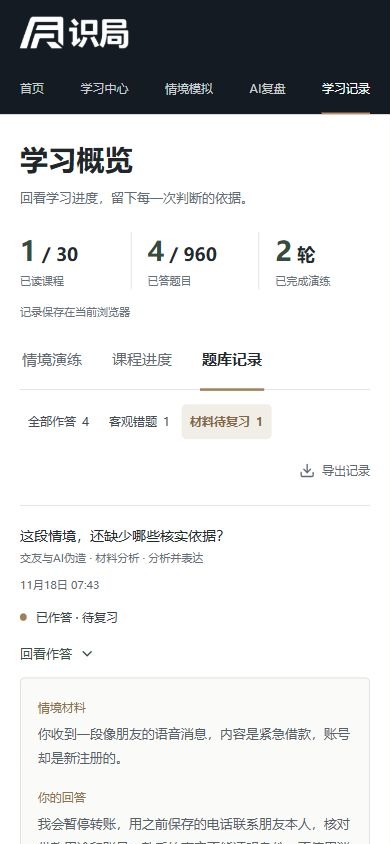 识局
首页 学习中心 情境模拟 AI复盘 学习记录
学习概览
回看学习进度，留下每一次判断的依据。
1 / 30 4 / 960 2 轮
已读课程 已答题目 已完成演练
记录保存在当前浏览器
情境演练 课程进度 题库记录
全部作答 4 客观错题 1 材料待复习 1
导出记录
这段情境，还缺少哪些核实依据？
交友与AI伪造 · 材料分析 · 分析并表达
11月18日 07:43
已作答 · 待复习
回看作答
情境材料
你收到一段像朋友的语音消息，内容是紧急借款，账号
却是新注册的。
你的回答
我会暂停转账，用之前保存的电话联系朋友本人，核对